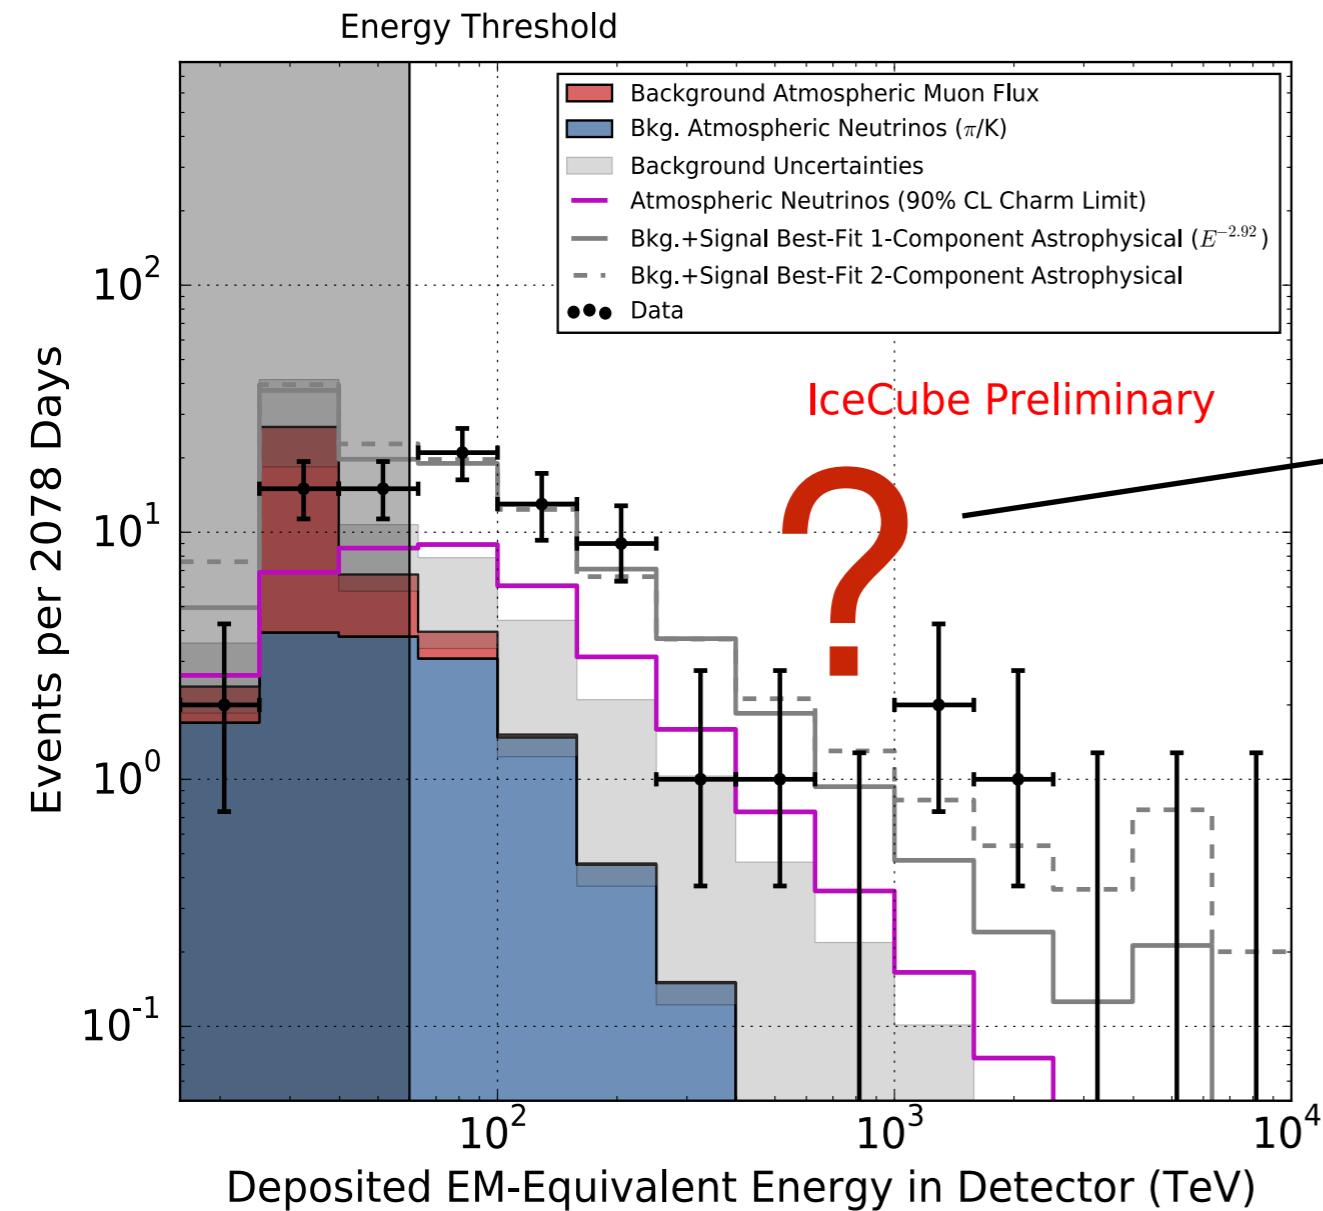 Energy Threshold
Background Atmospheric Muon Flux
Bkg. Atmospheric Neutrinos (π/K)
Background Uncertainties
Atmospheric Neutrinos (90% CL Charm Limit)
Bkg.+Signal Best-Fit 1-Component Astrophysical (E^{-2.92})
Bkg.+Signal Best-Fit 2-Component Astrophysical
Data
IceCube Preliminary
?
Events per 2078 Days
10^2
10^1
10^0
10^-1
10^2 10^3 10^4
Deposited EM-Equivalent Energy in Detector (TeV)